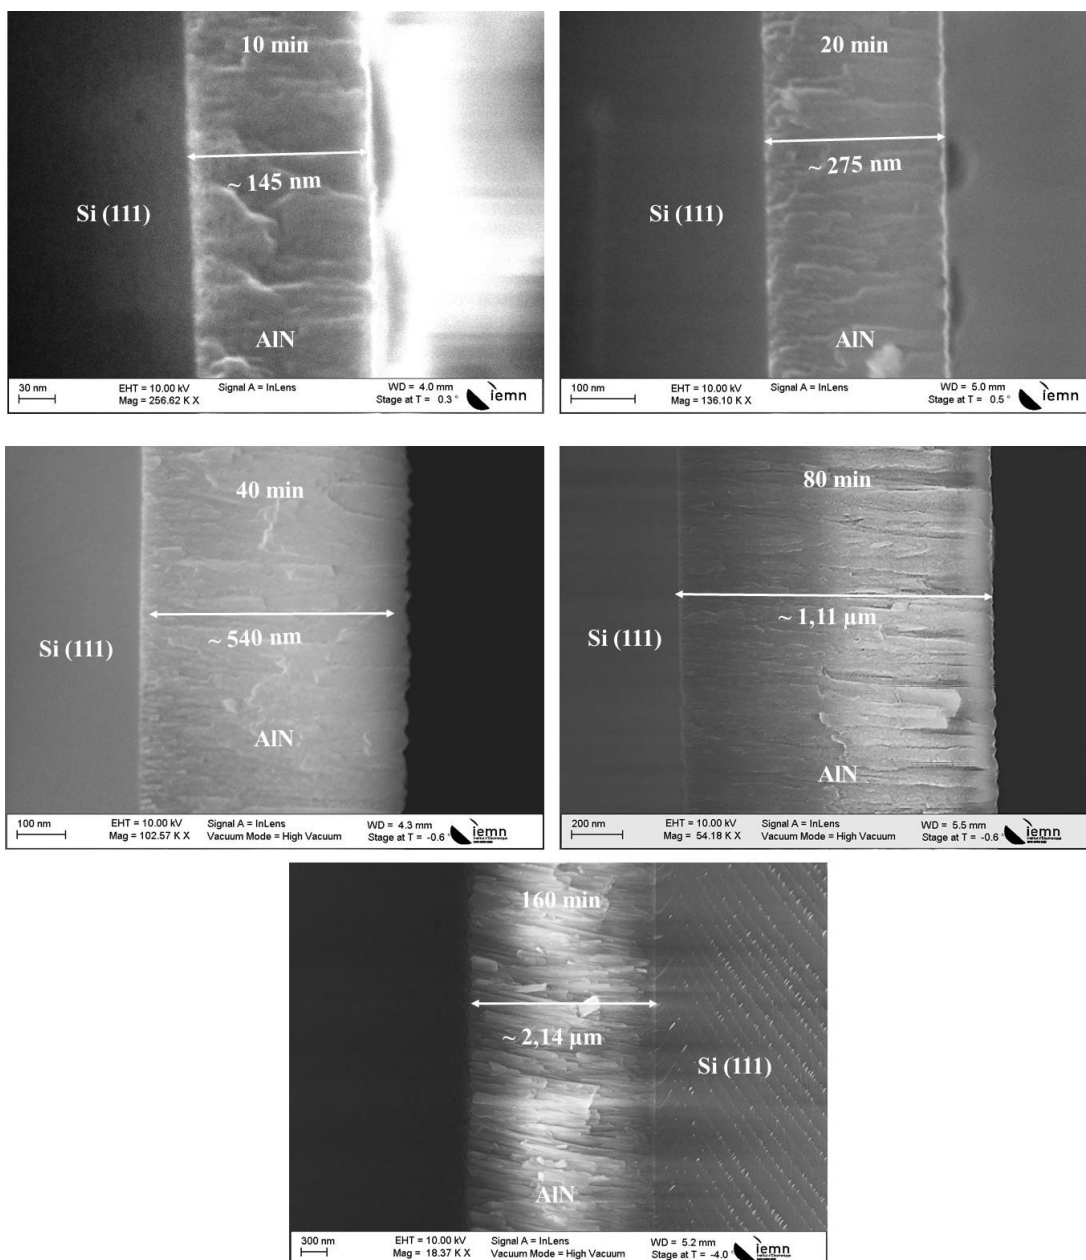 10 min
~ 145 nm
Si (111)
AlN
30 nm
EHT = 10.00 kV
Signal A = InLens
WD = 4.0 mm
Mag = 256.62 K X
Stage at T = 0.3 °
iemn
20 min
~ 275 nm
Si (111)
AlN
100 nm
EHT = 10.00 kV
Signal A = InLens
WD = 5.0 mm
Mag = 136.10 K X
Stage at T = 0.5 °
iemn
40 min
~ 540 nm
Si (111)
AlN
100 nm
EHT = 10.00 kV
Signal A = InLens
WD = 4.3 mm
Mag = 102.57 K X
Vacuum Mode = High Vacuum
Stage at T = -0.6 °
iemn
80 min
~ 1,11 µm
Si (111)
AlN
200 nm
EHT = 10.00 kV
Signal A = InLens
WD = 5.5 mm
Mag = 54.18 K X
Vacuum Mode = High Vacuum
Stage at T = -0.6 °
iemn
160 min
~ 2,14 µm
Si (111)
AlN
300 nm
EHT = 10.00 kV
Signal A = InLens
WD = 5.2 mm
Mag = 18.37 K X
Vacuum Mode = High Vacuum
Stage at T = -4.0 °
iemn